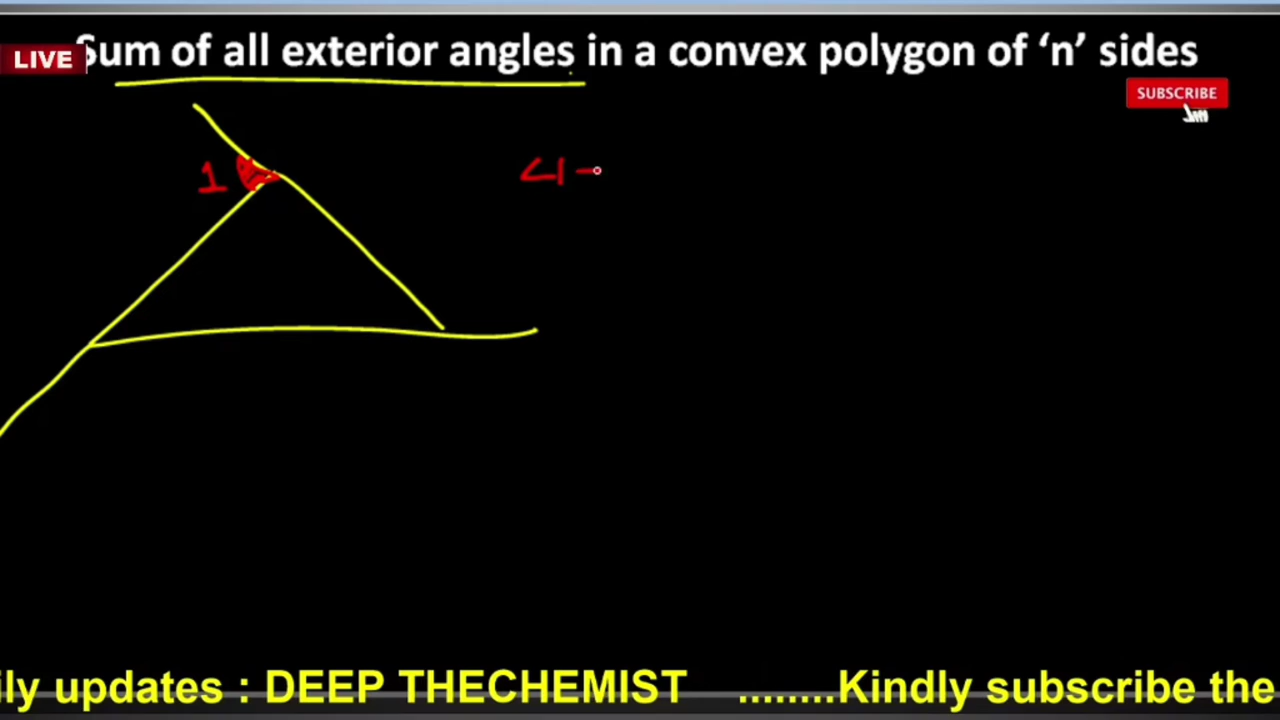 Sum of all exterior angles in a convex polygon of ‘n’ sides
LIVE
SUBSCRIBE
1
∠1 -
ily updates : DEEP THECHEMIST ........Kindly subscribe the